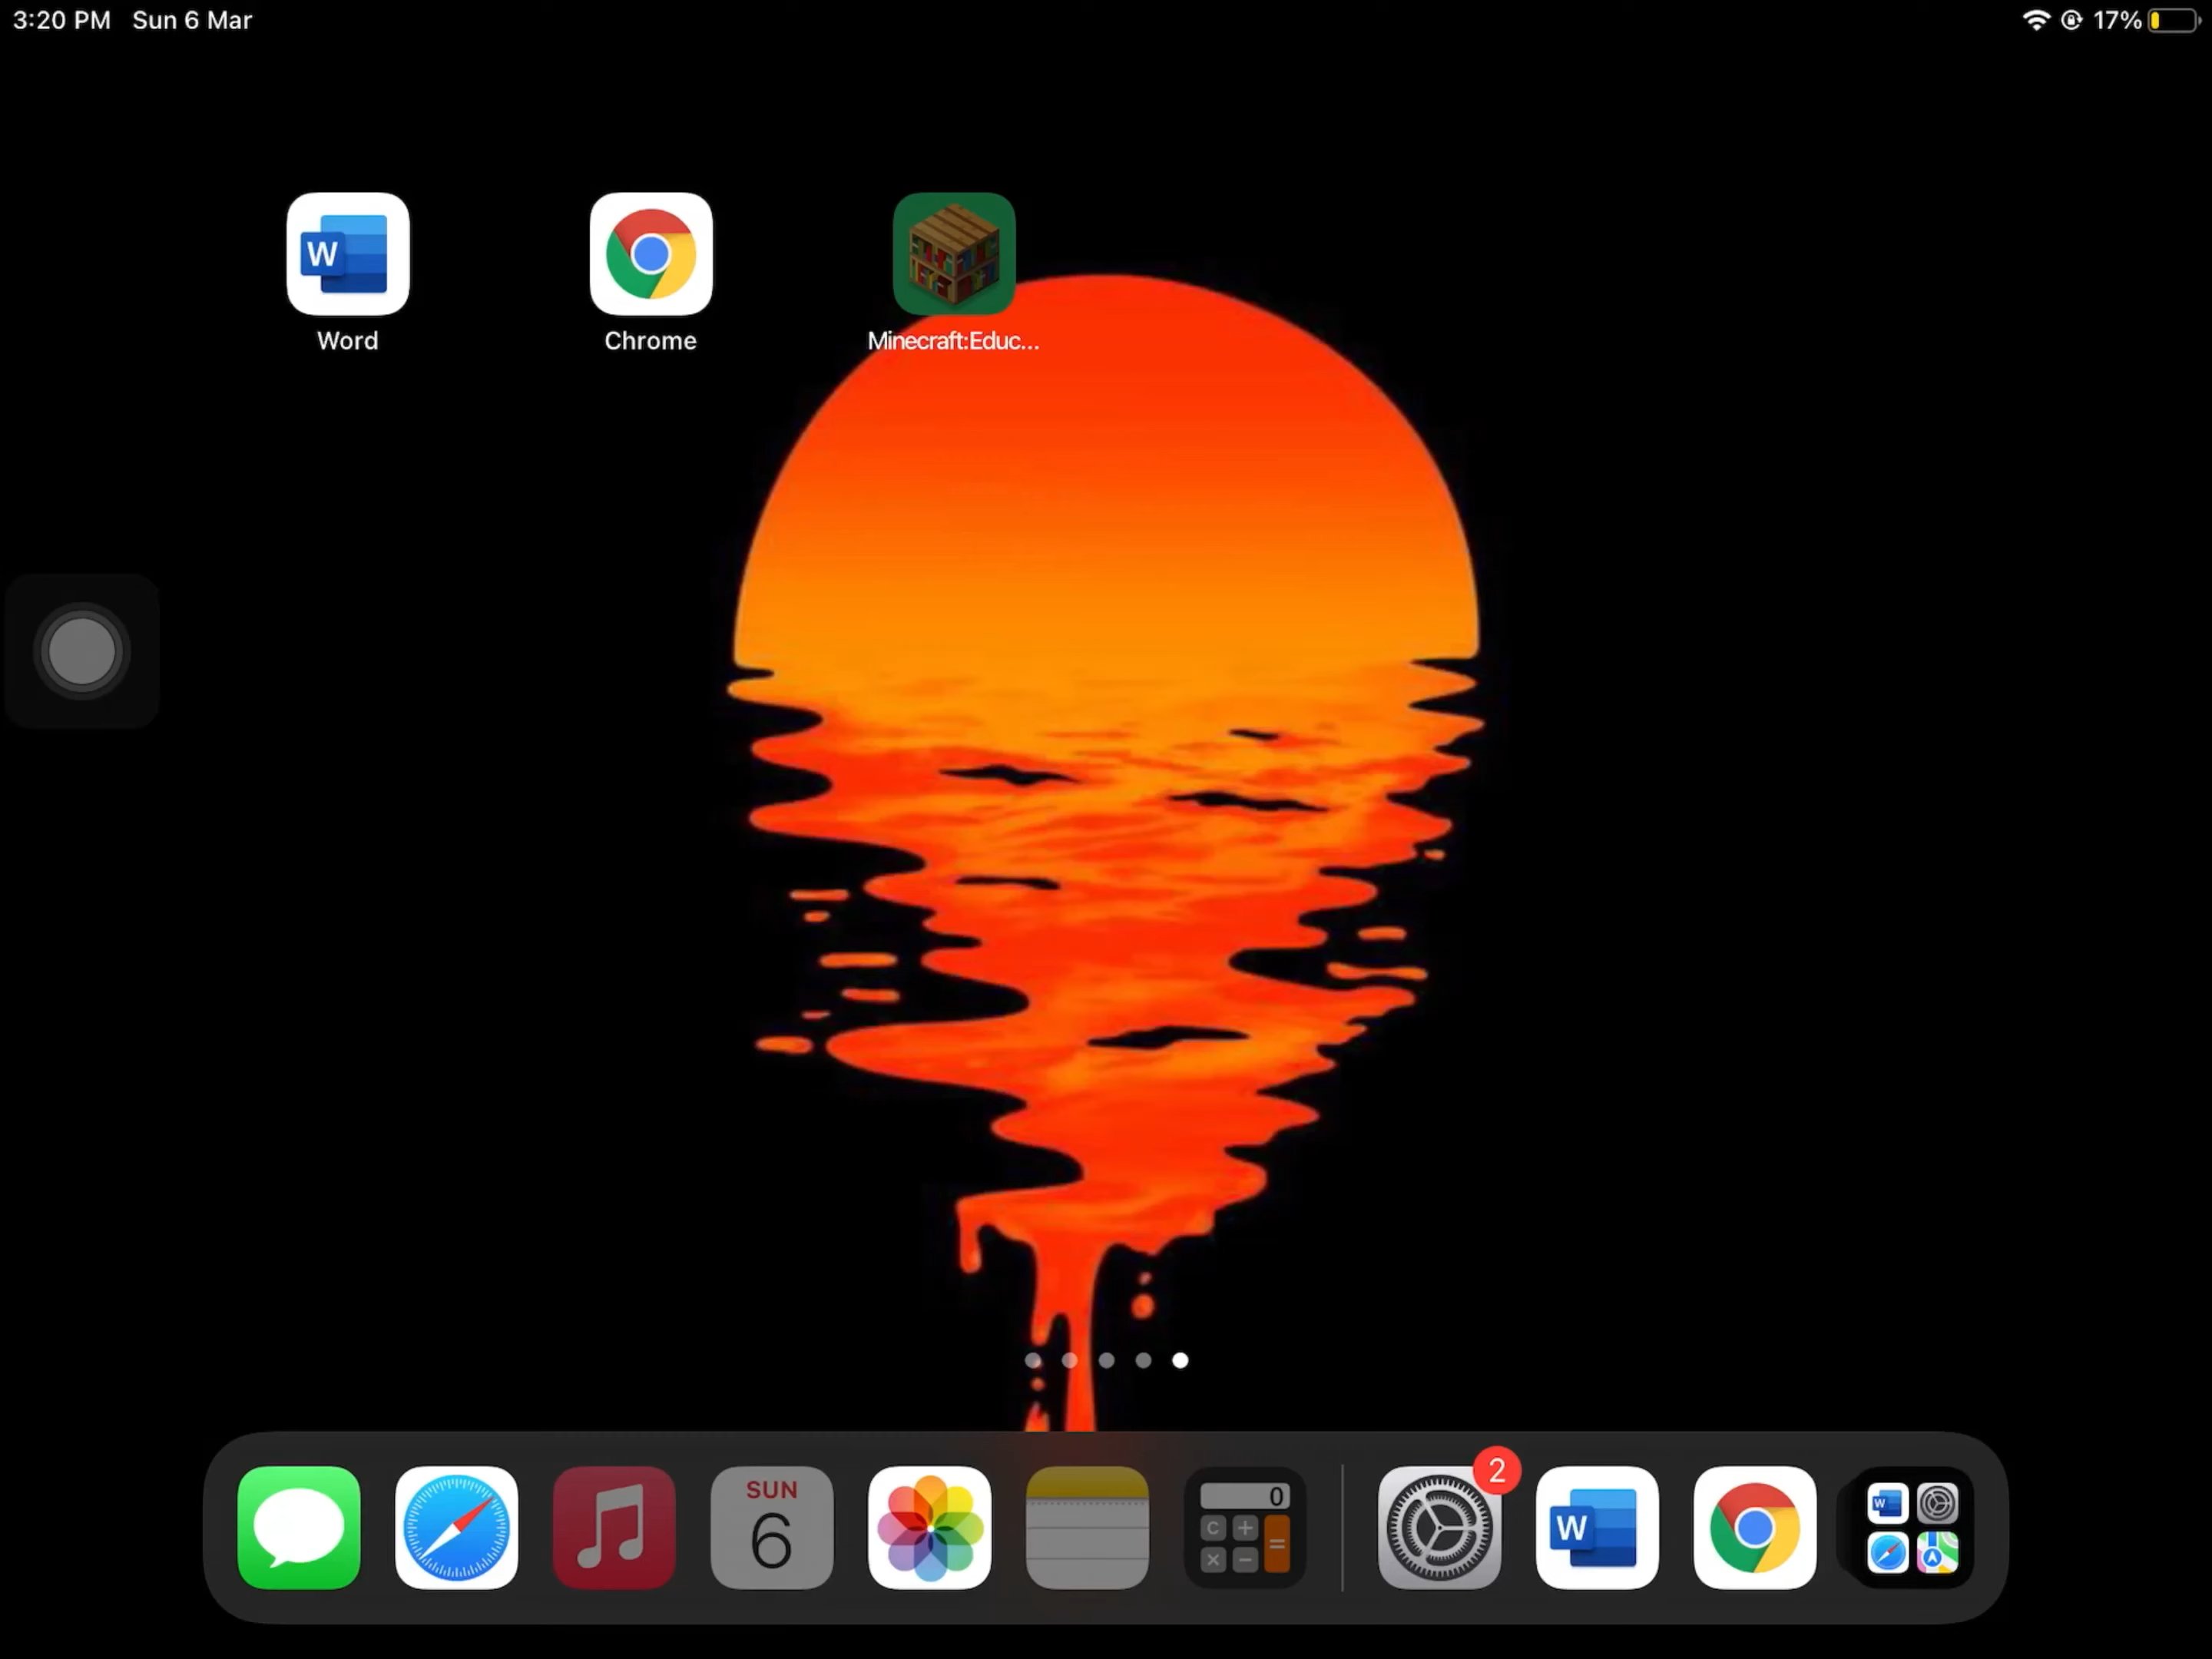 3:20 PM Sun 6 Mar
17%
W
Word
Chrome
Minecraft:Educ...
2
SUN
6
0
C +
× − =
W
W